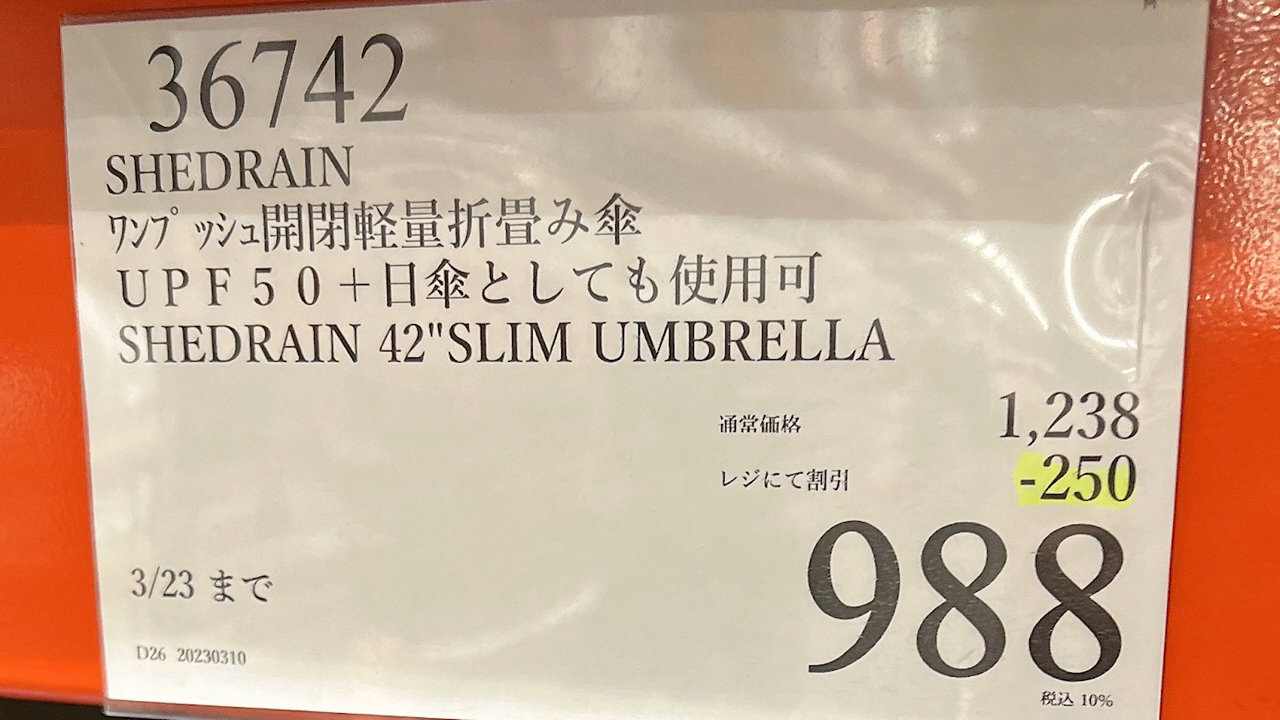 36742
SHEDRAIN
ワンプッシュ開閉軽量折畳み傘
UPF50+日傘としても使用可
SHEDRAIN 42"SLIM UMBRELLA
通常価格 1,238
レジにて割引 -250
988
3/23 まで
D26 20230310
税込 10%